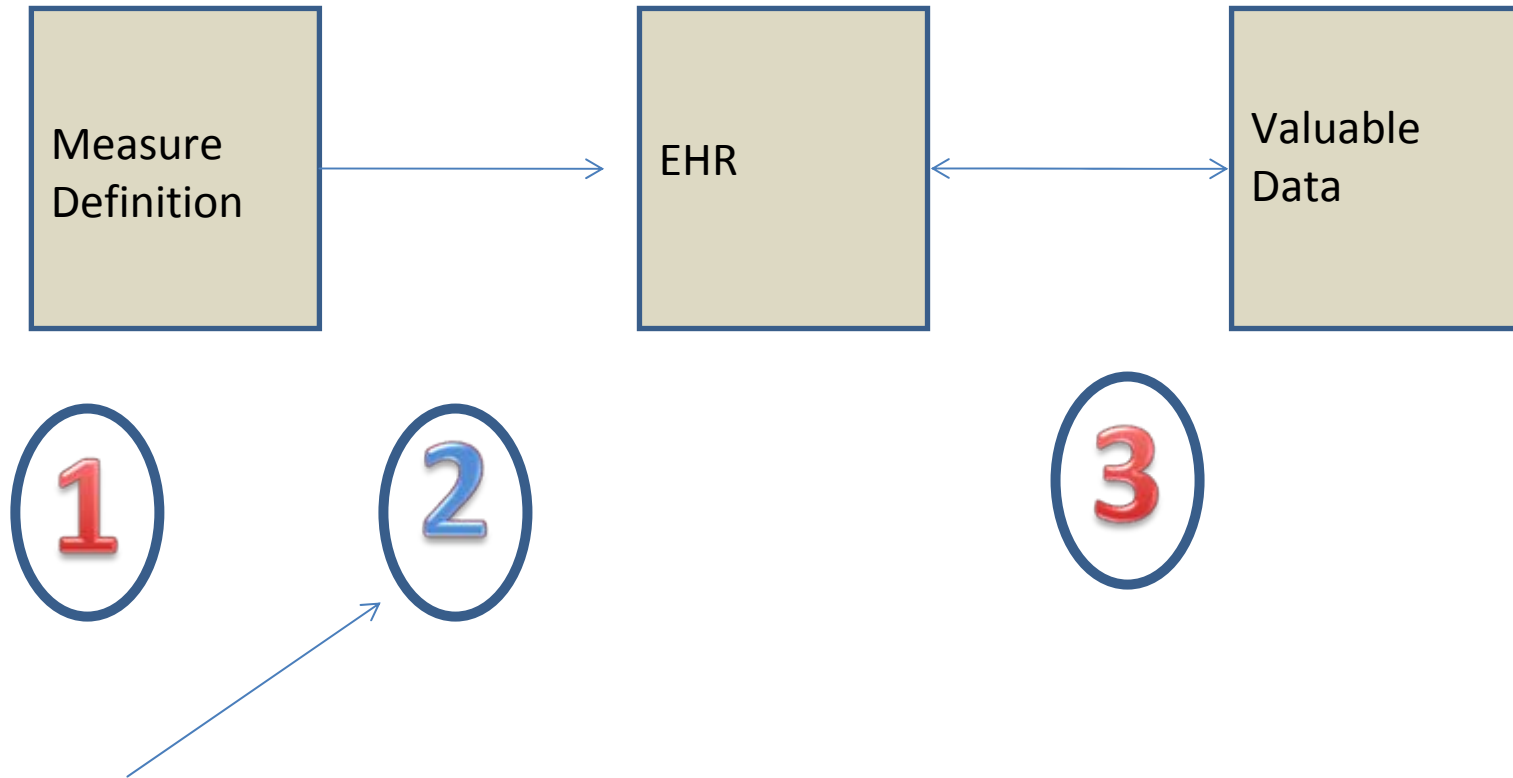 Measure
Definition
EHR
Valuable
Data
1
2
3